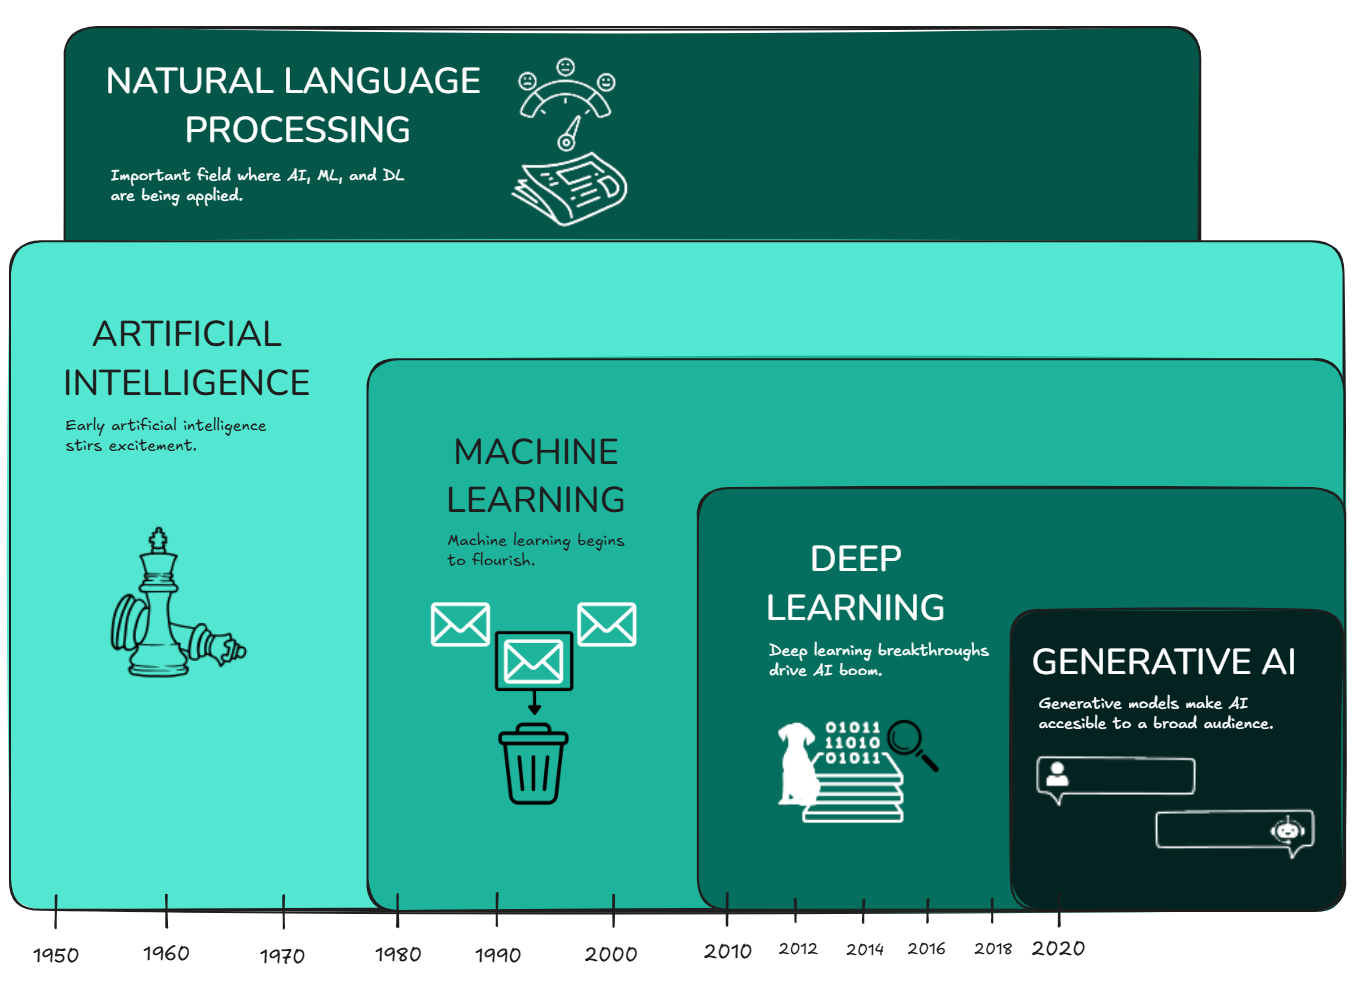 NATURAL LANGUAGE
PROCESSING
Important field where AI, ML, and DL
are being applied.
ARTIFICIAL
INTELLIGENCE
Early artificial intelligence
stirs excitement.
MACHINE
LEARNING
Machine learning begins
to flourish.
DEEP
LEARNING
Deep learning breakthroughs
drive AI boom.
01011
11010
01011
GENERATIVE AI
Generative models make AI
accesible to a broad audience.
1950 1960 1970 1980 1990 2000 2010 2012 2014 2016 2018 2020